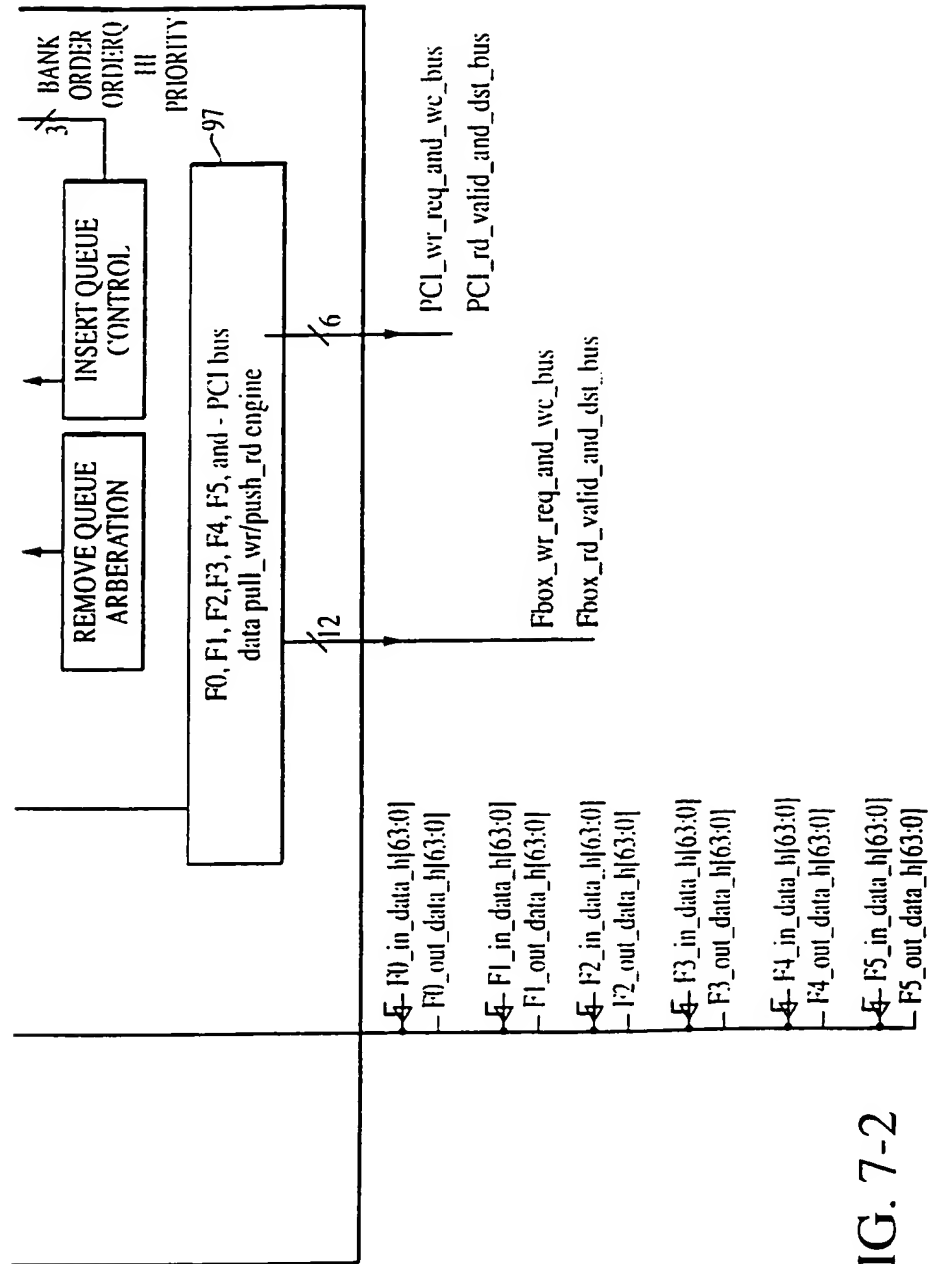 BANK
ORDER
ORDERQ
III
PRIORITY
3
INSERT QUEUE
CONTROL
REMOVE QUEUE
ARBERATION
97
F0, F1, F2,F3, F4, F5, and - PCI bus
data pull_wr/push_rd engine
6
PCI_wr_req_and_wc_bus
PCI_rd_valid_and_dst_bus
12
Fbox_wr_req_and_wc_bus
Fbox_rd_valid_and_dst_bus
F0_in_data_h[63:0]
F0_out_data_h[63:0]
F1_in_data_h[63:0]
F1_out_data_h[63:0]
F2_in_data_h[63:0]
F2_out_data_h[63:0]
F3_in_data_h[63:0]
F3_out_data_h[63:0]
F4_in_data_h[63:0]
F4_out_data_h[63:0]
F5_in_data_h[63:0]
F5_out_data_h[63:0]
IG. 7-2